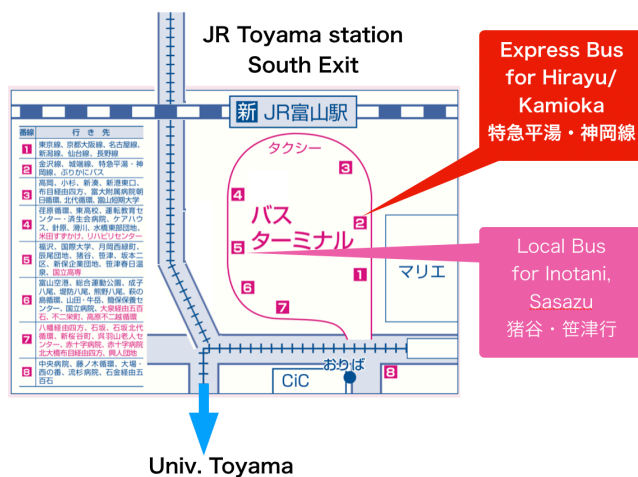 JR Toyama station
South Exit
Express Bus
for Hirayu/
Kamioka
特急平湯・神岡線
新 JR富山駅
番線 行き先
1 東京線、京都大阪線、名古屋線、
新潟線、仙台線、長野線
2 金沢線、城端線、特急平湯・神
岡線、ぶりかにバス
3 高岡、小杉、新湊、新港東口、
布目経由四方、富大附属病院朝
日循環、北代循環、富山短期大学
4 荏原循環、東高校、運転教育セ
ンター・済生会病院、ケアハウ
ス、針原、滑川、水橋東部団地、
米田すずかけ、リハビリセンター
5 福沢、国際大学、月岡西緑町、
辰尾団地、猪谷、笹津、坂本二
区、新保企業団地、笹津春日温
泉、国立高専
6 富山空港、総合運動公園、成子
八尾、堤防八尾、熊野八尾、萩の
島循環、山田・牛岳、簡保保養セ
ンター、国立病院、大泉経由五百
石、不二栄町、高原不二越循環
7 八幡経由四方、石坂、石坂北代
循環、新桜谷町、呉羽山老人セ
ンター、赤十字病院、赤十字病院
北大橋布目経由四方、興人団地
8 中央病院、藤ノ木循環、大場・
西の番、流杉病院、石金経由五
百石
タクシー
3
4
2
バス
ターミナル
5
1
6
7
マリエ
Local Bus
for Inotani,
Sasazu
猪谷・笹津行
おりば
CiC
8
Univ. Toyama